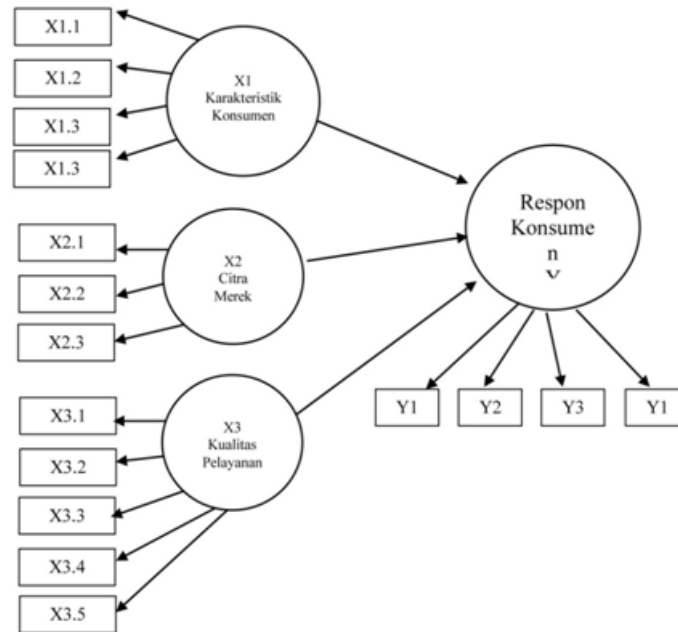 X1.1
X1.2
X1.3
X1.3
X1
Karakteristik
Konsumen
X2.1
X2.2
X2.3
X2
Citra
Merek
X3.1
X3.2
X3.3
X3.4
X3.5
X3
Kualitas
Pelayanan
Respon
Konsume
n
Y1
Y2
Y3
Y1